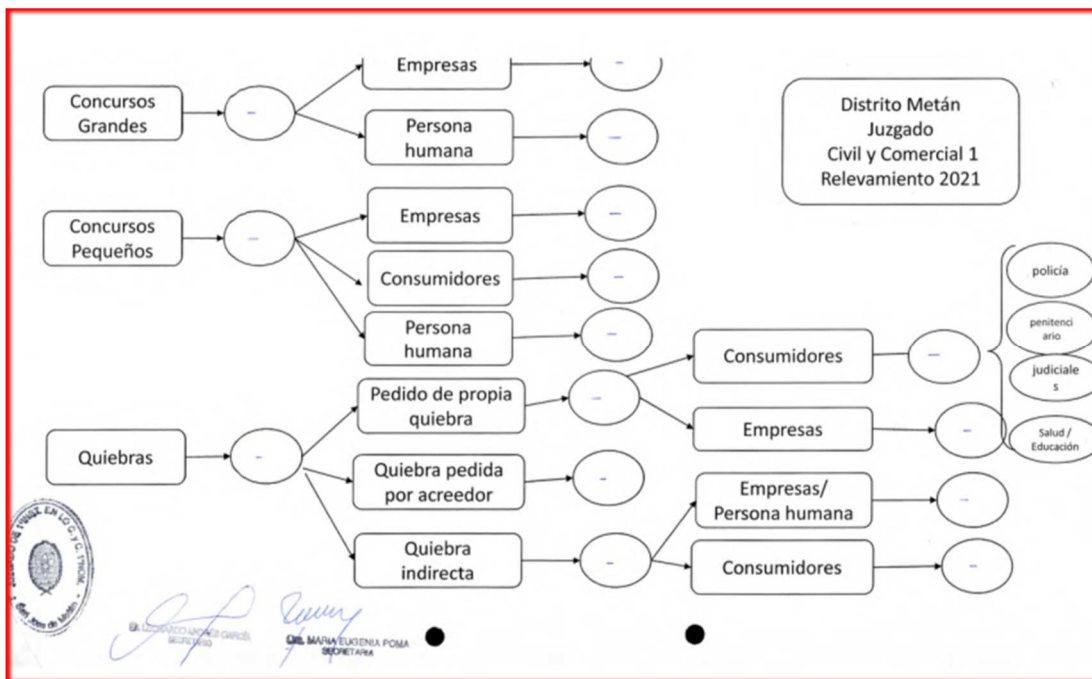 Empresas
–
Concursos
Grandes
–
Persona
humana
–
Distrito Metán
Juzgado
Civil y Comercial 1
Relevamiento 2021
Concursos
Pequeños
–
Empresas
–
Consumidores
–
Persona
humana
–
policía
penitenci
ario
judiciale
s
Salud /
Educación
Quiebras
–
Pedido de propia
quiebra
–
Consumidores
–
Empresas
–
Quiebra pedida
por acreedor
–
Quiebra
indirecta
–
Empresas/
Persona humana
–
Consumidores
–
SECRETARIO
MARIA EUGENIA POMA
SECRETARIA